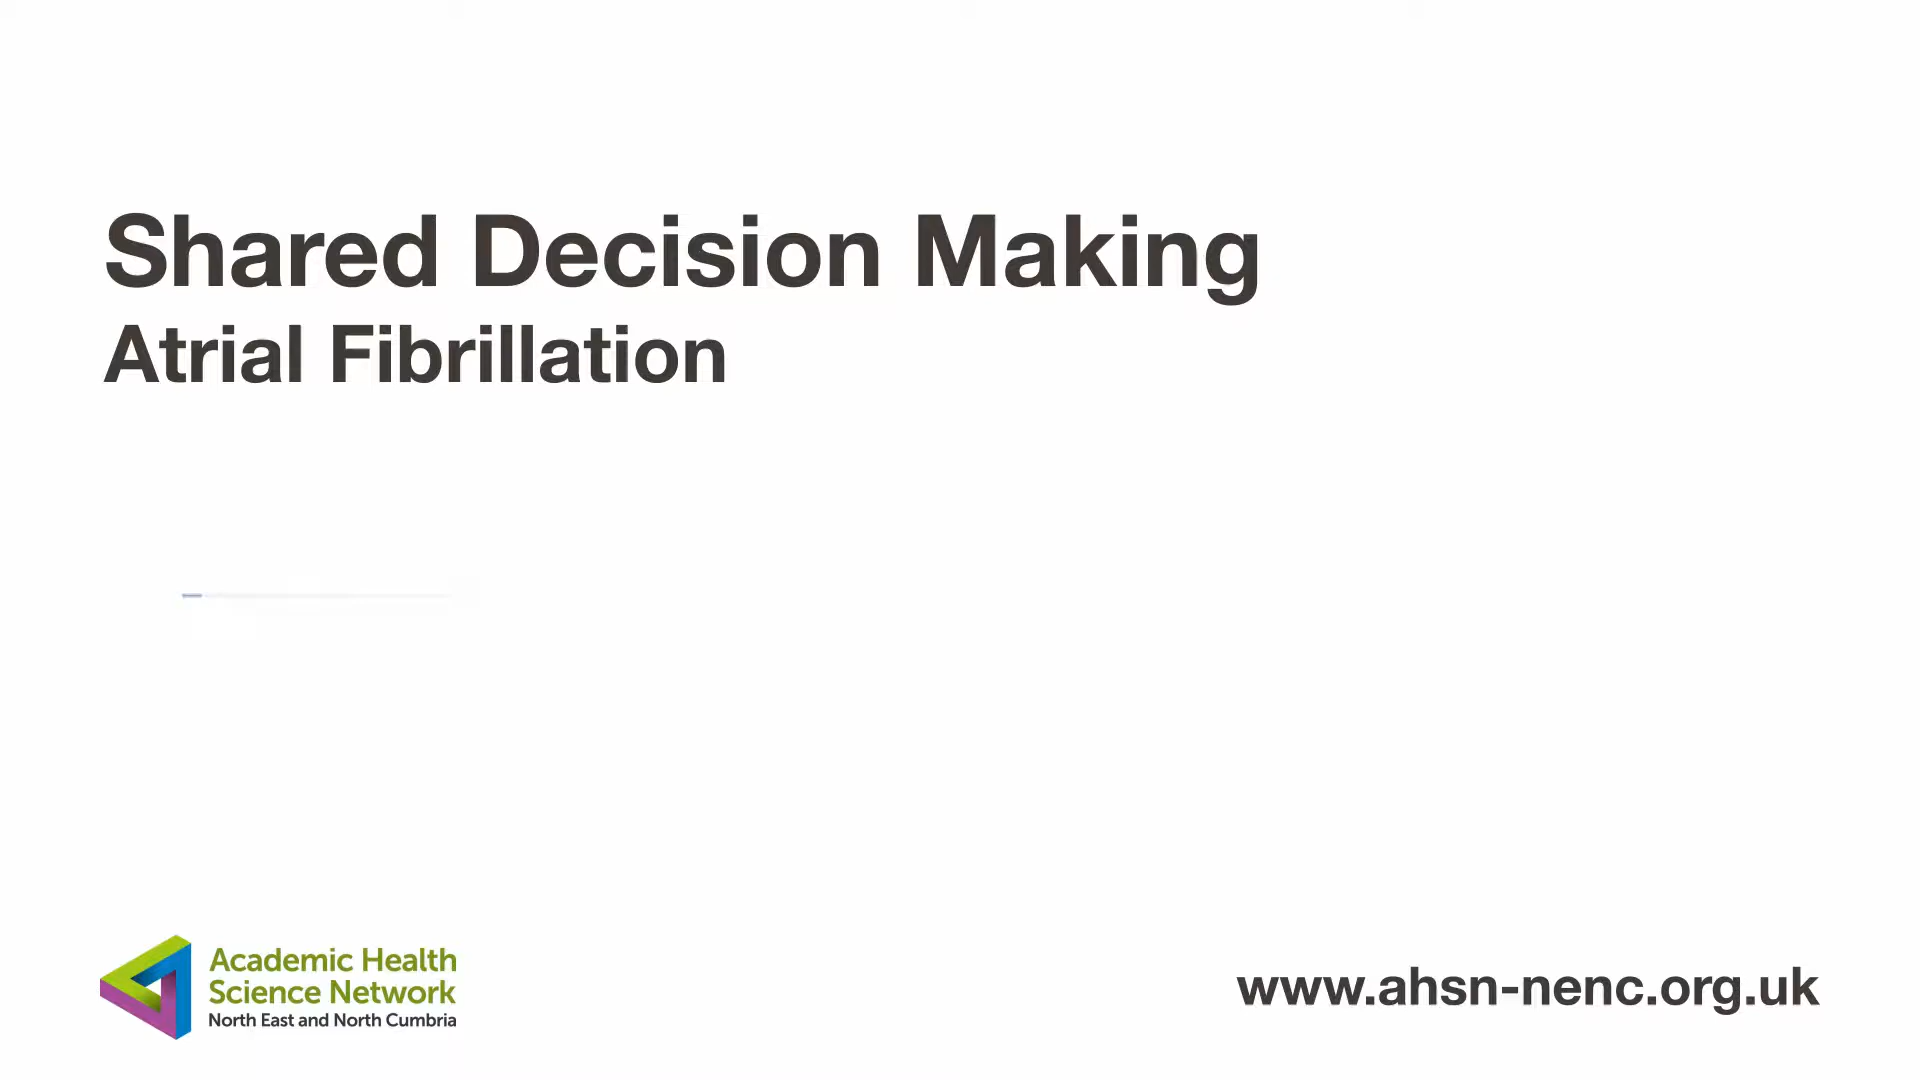 Shared Decision Making
Atrial Fibrillation
Academic Health
Science Network
North East and North Cumbria
www.ahsn-nenc.org.uk